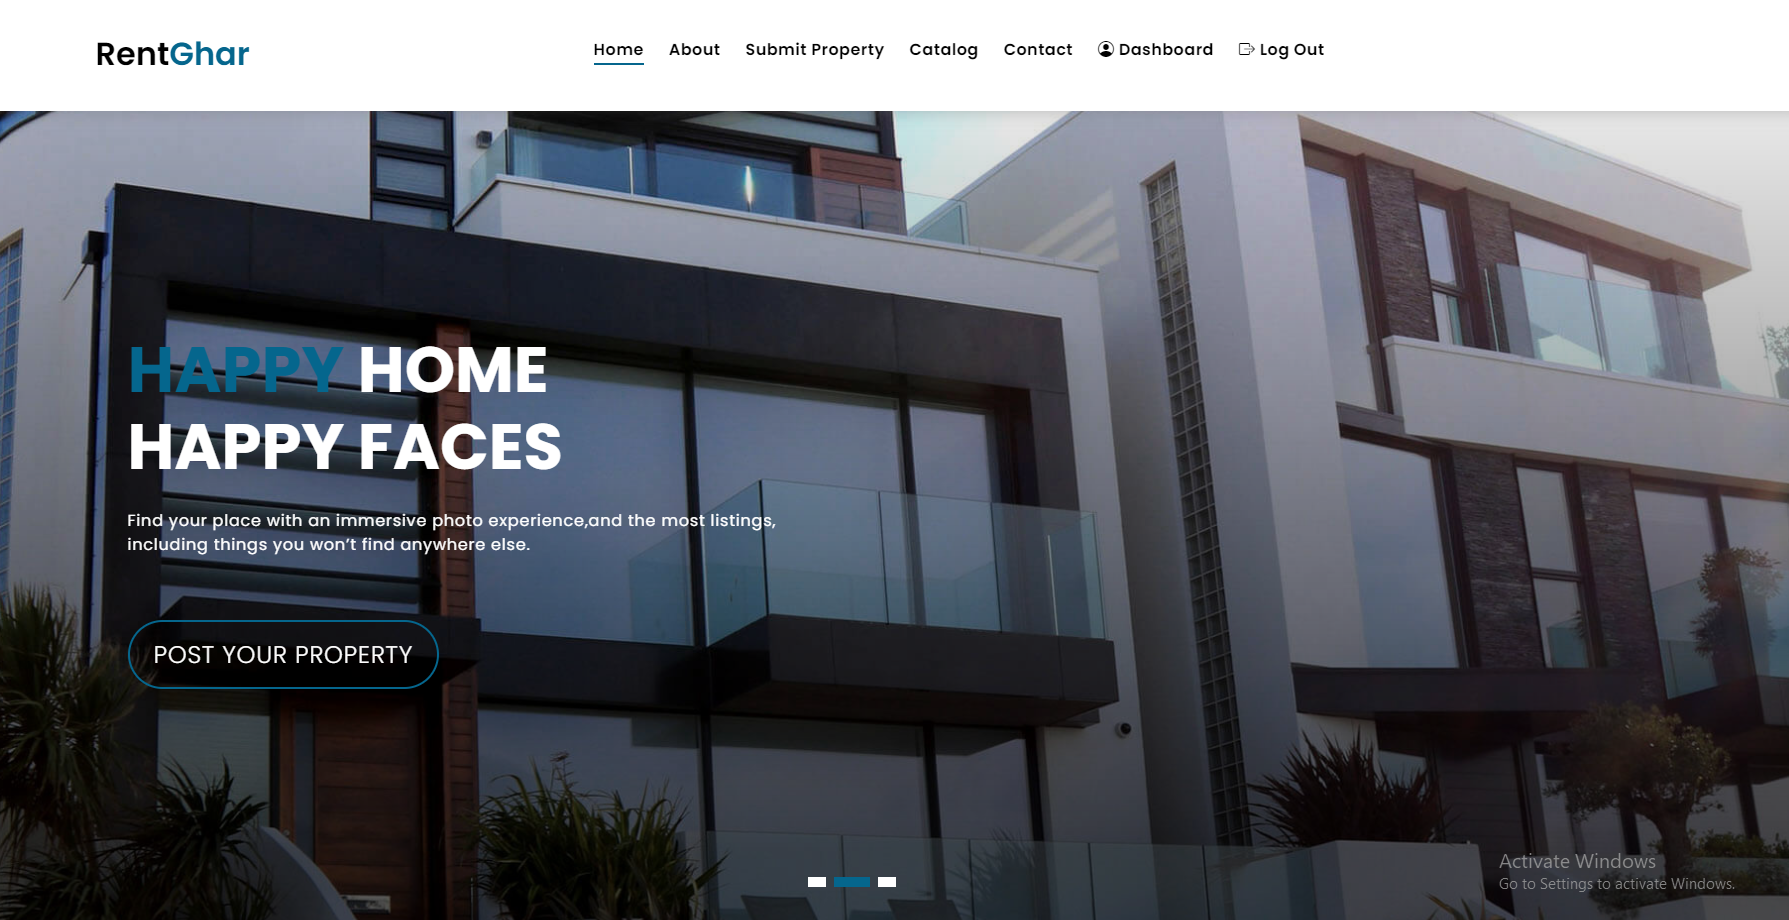 RentGhar
Home About Submit Property Catalog Contact Dashboard Log Out
HAPPY HOME
HAPPY FACES
Find your place with an immersive photo experience,and the most listings,
including things you won’t find anywhere else.
POST YOUR PROPERTY
Activate Windows
Go to Settings to activate Windows.